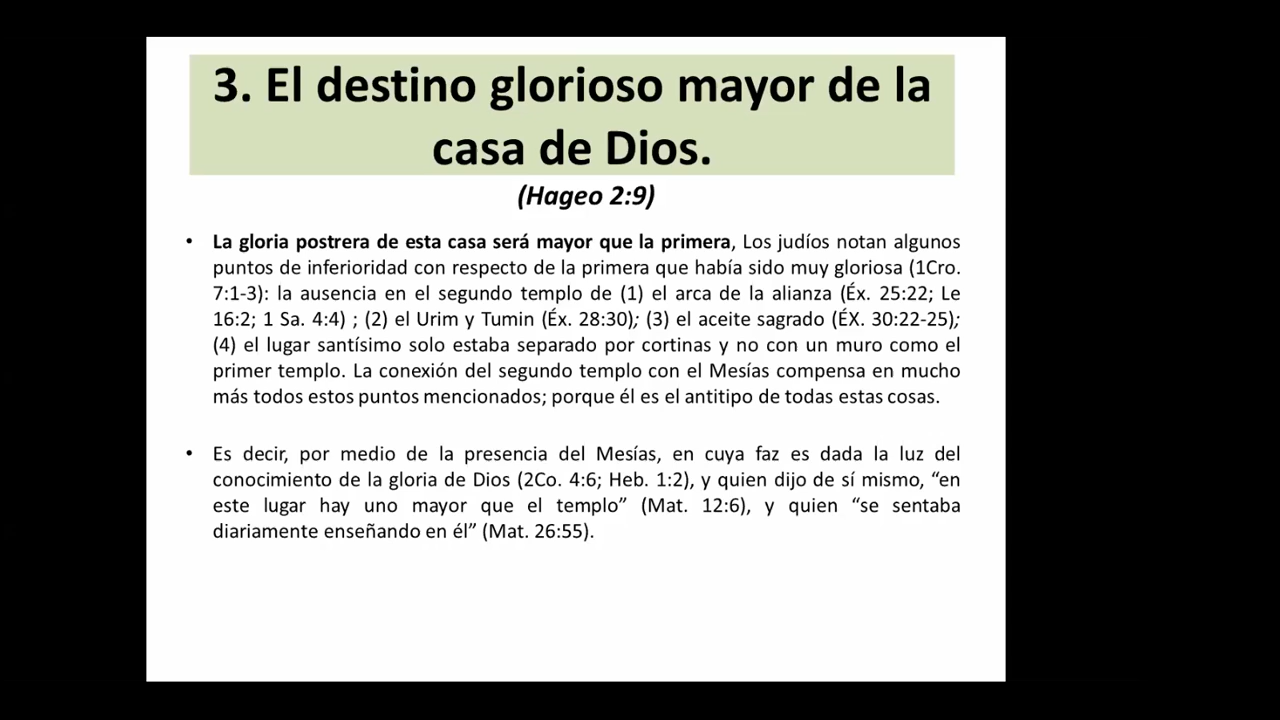 3. El destino glorioso mayor de la
casa de Dios.
(Hageo 2:9)
• La gloria postrera de esta casa será mayor que la primera, Los judíos notan algunos
puntos de inferioridad con respecto de la primera que había sido muy gloriosa (1Cro.
7:1-3): la ausencia en el segundo templo de (1) el arca de la alianza (Éx. 25:22; Le
16:2; 1 Sa. 4:4) ; (2) el Urim y Tumin (Éx. 28:30); (3) el aceite sagrado (ÉX. 30:22-25);
(4) el lugar santísimo solo estaba separado por cortinas y no con un muro como el
primer templo. La conexión del segundo templo con el Mesías compensa en mucho
más todos estos puntos mencionados; porque él es el antitipo de todas estas cosas.
• Es decir, por medio de la presencia del Mesías, en cuya faz es dada la luz del
conocimiento de la gloria de Dios (2Co. 4:6; Heb. 1:2), y quien dijo de sí mismo, “en
este lugar hay uno mayor que el templo” (Mat. 12:6), y quien “se sentaba
diariamente enseñando en él” (Mat. 26:55).